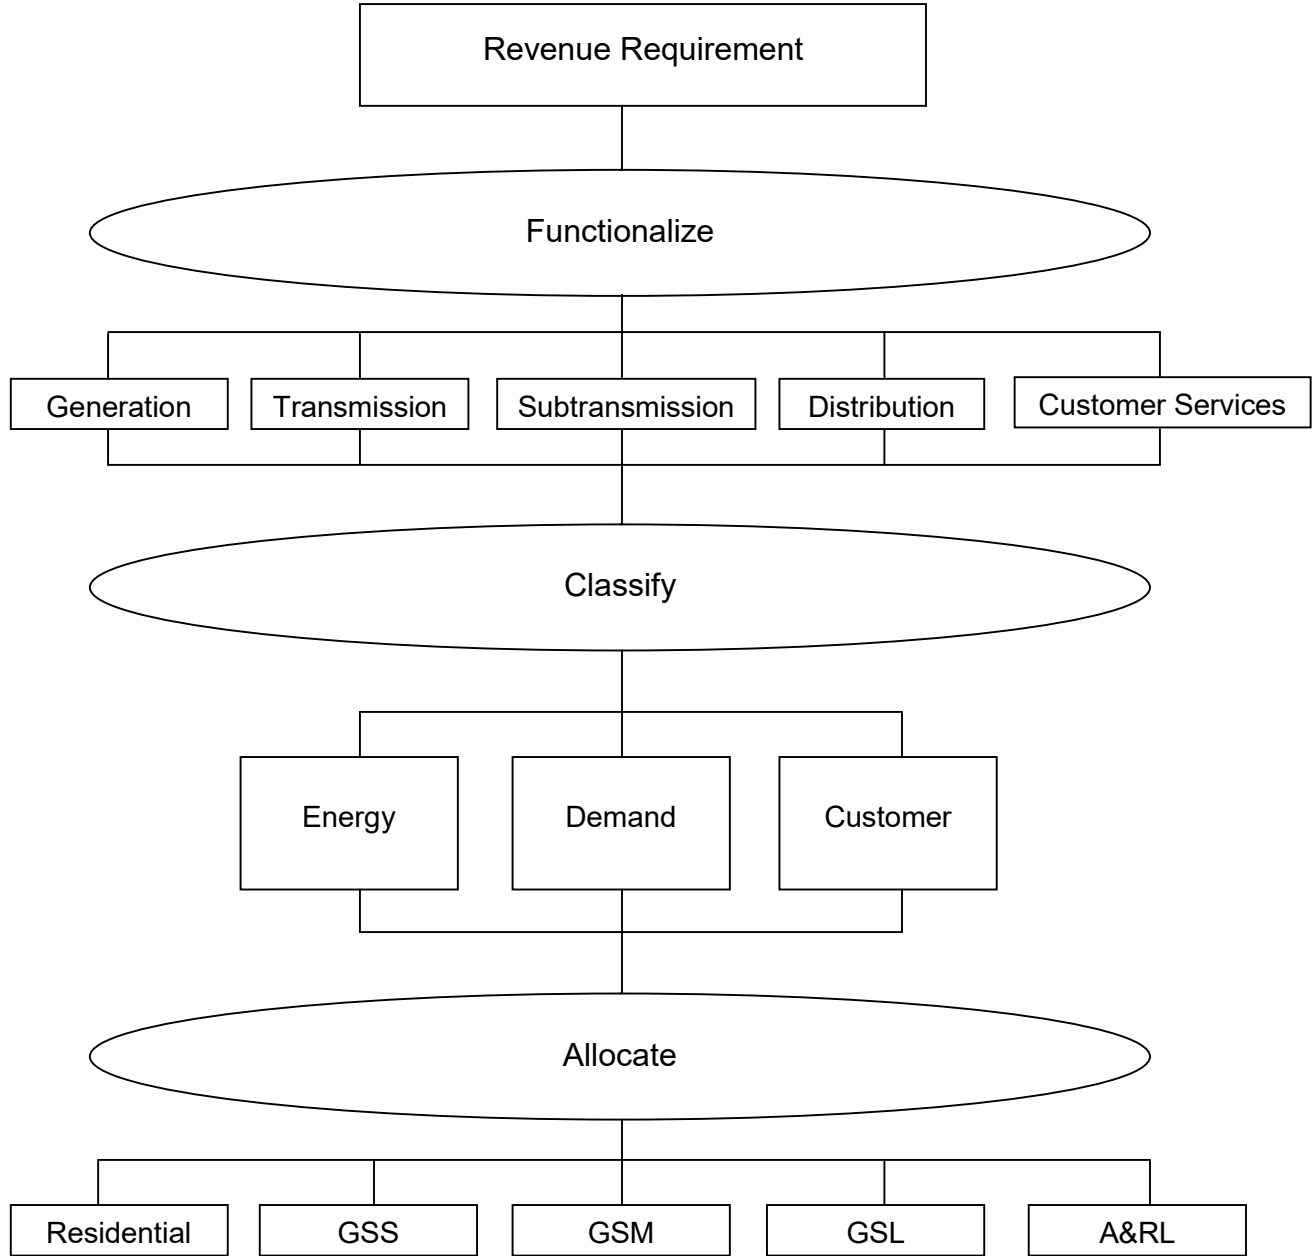 Revenue Requirement
Functionalize
Generation
Transmission
Subtransmission
Distribution
Customer Services
Classify
Energy
Demand
Customer
Allocate
Residential
GSS
GSM
GSL
A&RL